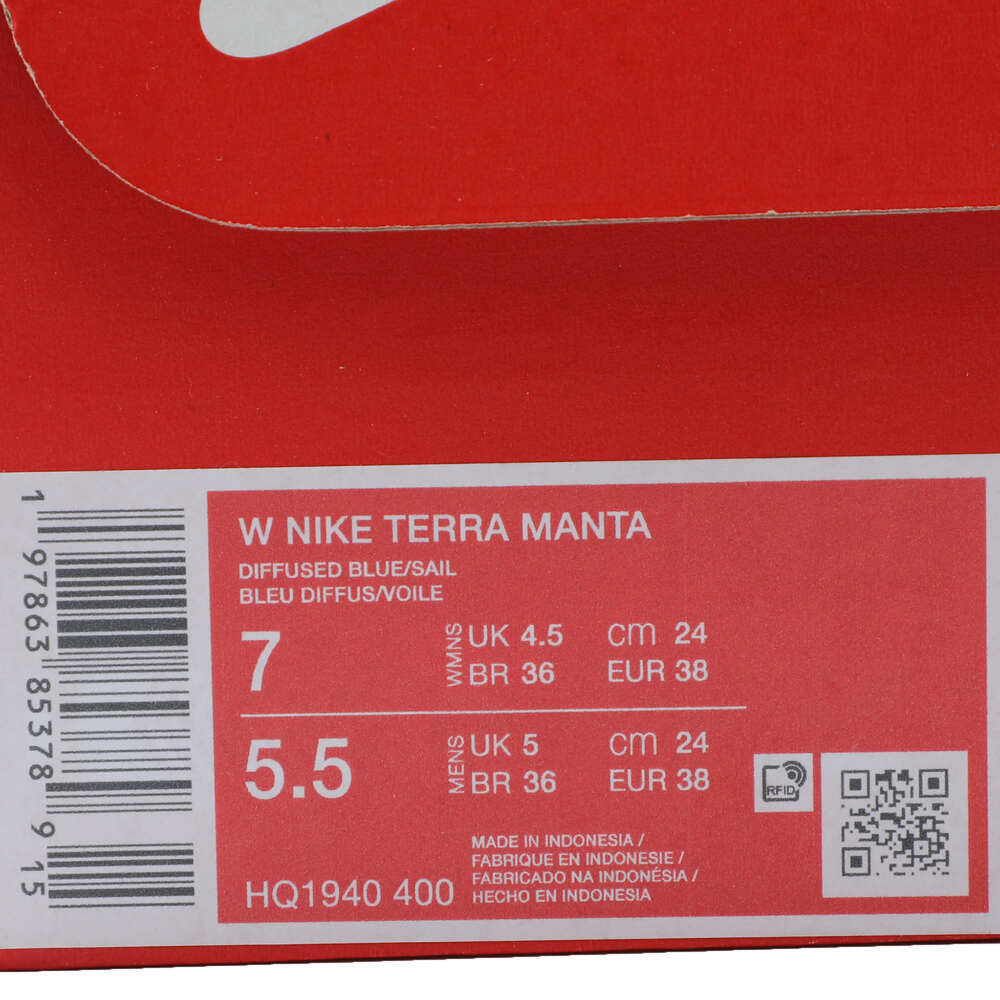 1 97863 85378 9 15
W NIKE TERRA MANTA
DIFFUSED BLUE/SAIL
BLEU DIFFUS/VOILE
7 WMNS UK 4.5 cm 24
BR 36 EUR 38
5.5 MENS UK 5 cm 24
BR 36 EUR 38
RFID
MADE IN INDONESIA /
FABRIQUE EN INDONESIE /
FABRICADO NA INDONÉSIA /
HECHO EN INDONESIA
HQ1940 400